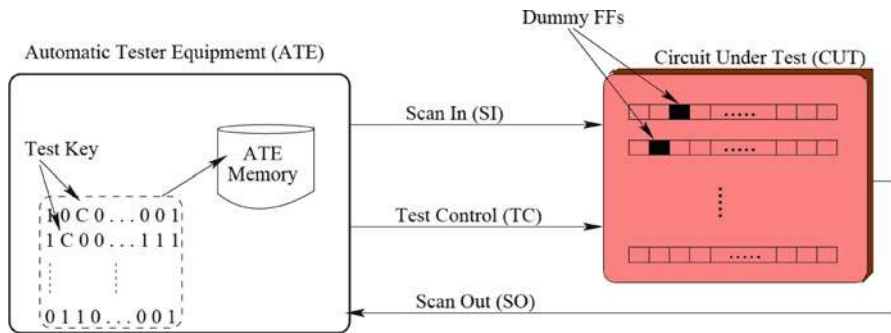 Dummy FFs
Automatic Tester Equipmemt (ATE)
Circuit Under Test (CUT)
Scan In (SI)
Test Key
ATE
Memory
1 0 C 0 . . . 0 0 1
1 C 0 0 . . . 1 1 1
Test Control (TC)
0 1 1 0 . . . 0 0 1
Scan Out (SO)